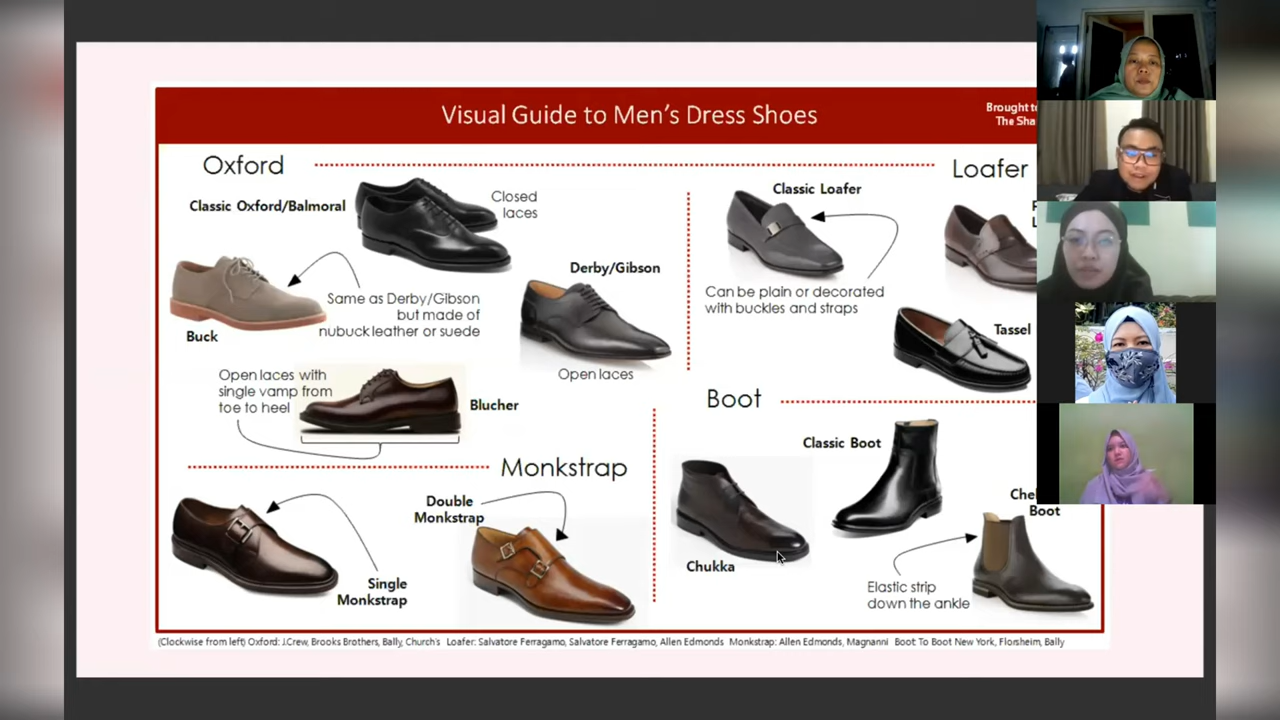 Visual Guide to Men's Dress Shoes
Brought to
The Sha
Oxford
Classic Oxford/Balmoral
Closed
laces
Buck
Same as Derby/Gibson
but made of
nubuck leather or suede
Derby/Gibson
Open laces
Open laces with
single vamp from
toe to heel
Blucher
Loafer
Classic Loafer
Can be plain or decorated
with buckles and straps
Tassel
Monkstrap
Double
Monkstrap
Single
Monkstrap
Boot
Classic Boot
Chukka
Boot
Elastic strip
down the ankle
(Clockwise from left) Oxford: J.Crew, Brooks Brothers, Bally, Church's Loafer: Salvatore Ferragamo, Salvatore Ferragamo, Allen Edmonds Monkstrap: Allen Edmonds, Magnanni Boot: To Boot New York, Florsheim, Bally